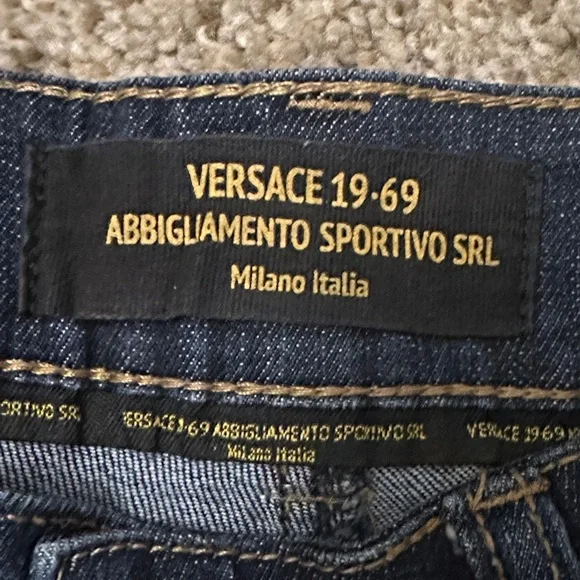 VERSACE 19·69
ABBIGLIAMENTO SPORTIVO SRL
Milano Italia
ORTIVO SRL VERSACE 19·69 ABBIGLIAMENTO SPORTIVO SRL VERSACE 19·69
Milano Italia